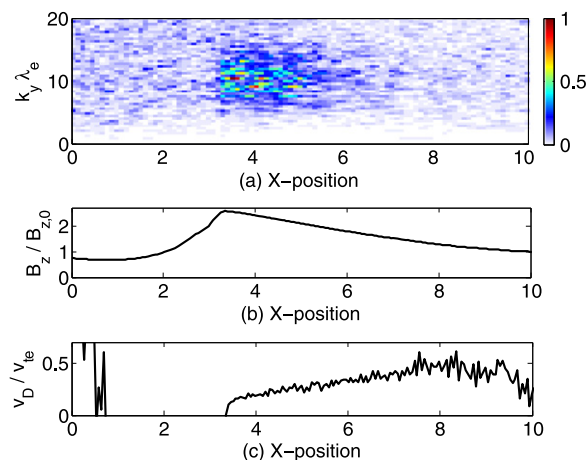 20
10
0
k_y λ_e
0 2 4 6 8 10
(a) X-position
1
0.5
0
2
1
0
B_z / B_z,0
0 2 4 6 8 10
(b) X-position
0.5
0
v_D / v_te
0 2 4 6 8 10
(c) X-position